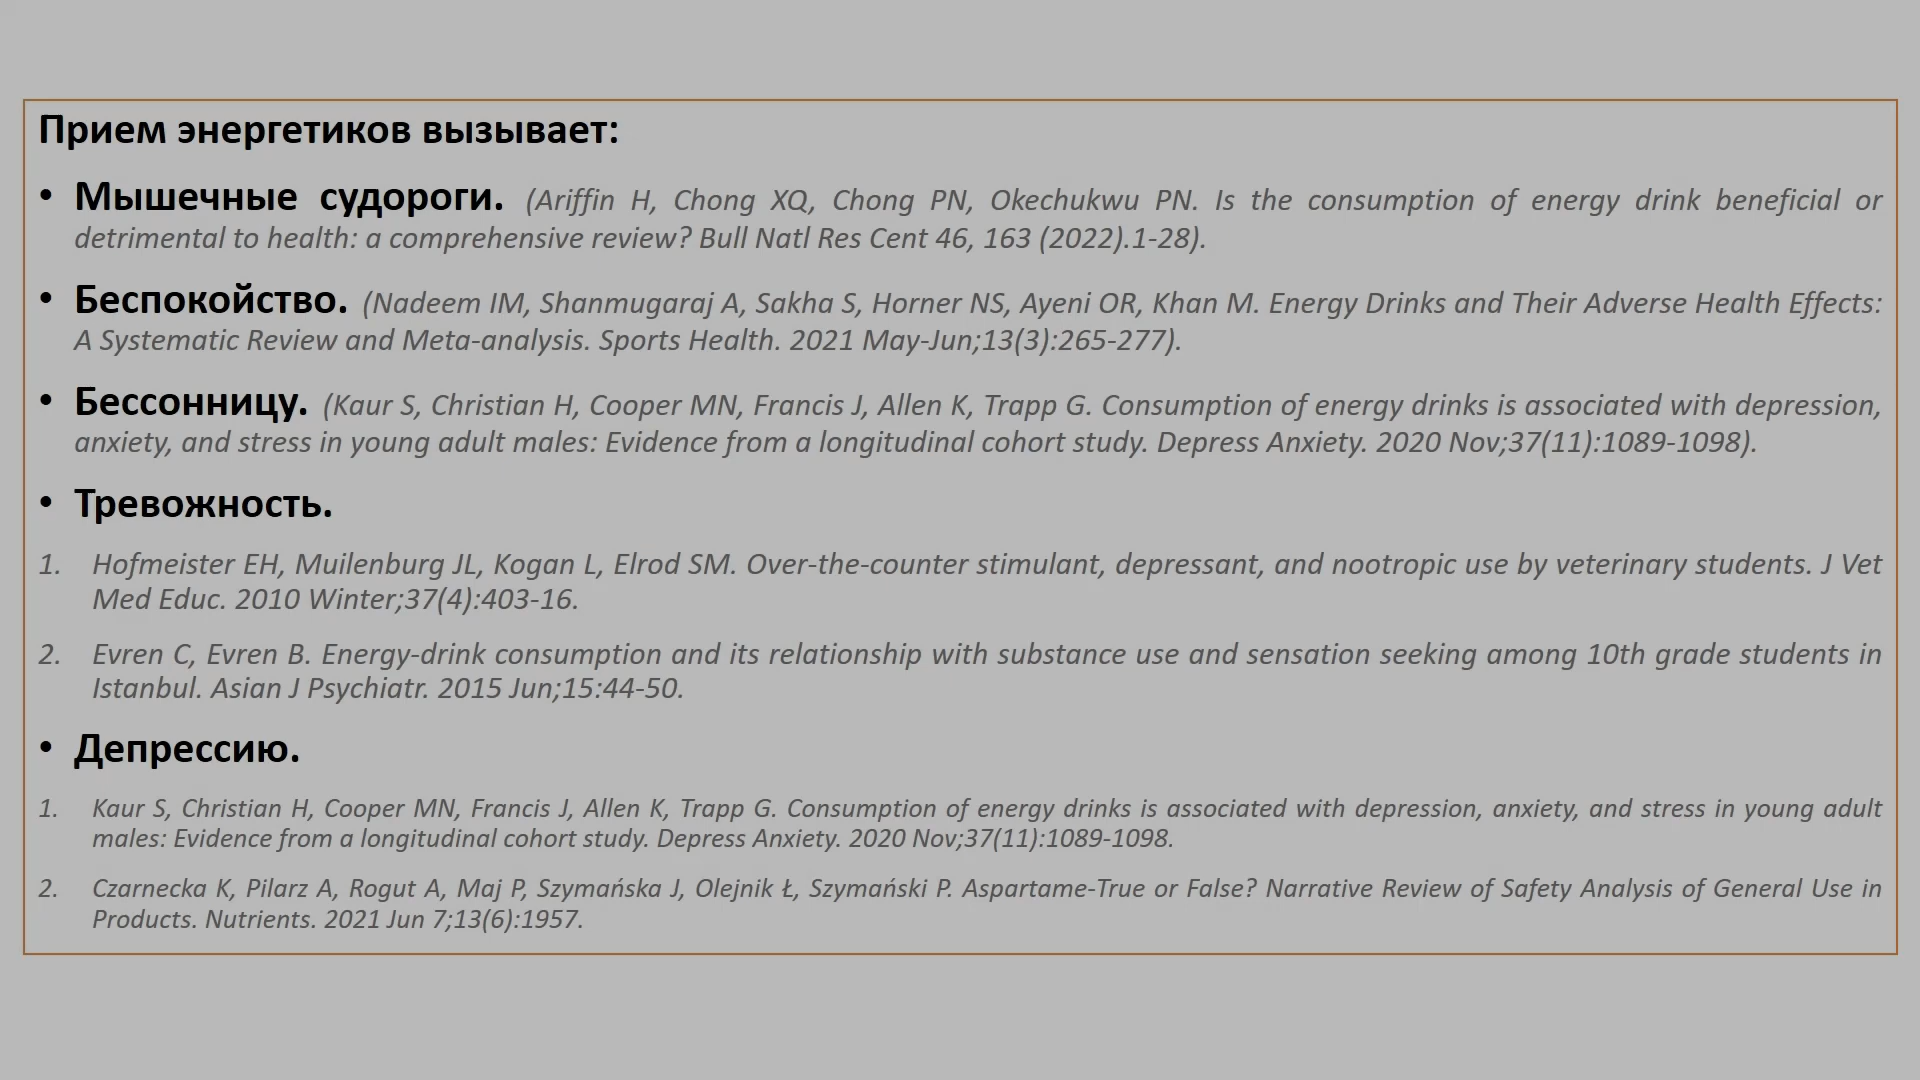 Прием энергетиков вызывает:
• Мышечные судороги. (Ariffin H, Chong XQ, Chong PN, Okechukwu PN. Is the consumption of energy drink beneficial or
detrimental to health: a comprehensive review? Bull Natl Res Cent 46, 163 (2022).1-28).
• Беспокойство. (Nadeem IM, Shanmugaraj A, Sakha S, Horner NS, Ayeni OR, Khan M. Energy Drinks and Their Adverse Health Effects:
A Systematic Review and Meta-analysis. Sports Health. 2021 May-Jun;13(3):265-277).
• Бессонницу. (Kaur S, Christian H, Cooper MN, Francis J, Allen K, Trapp G. Consumption of energy drinks is associated with depression,
anxiety, and stress in young adult males: Evidence from a longitudinal cohort study. Depress Anxiety. 2020 Nov;37(11):1089-1098).
• Тревожность.
1. Hofmeister EH, Muilenburg JL, Kogan L, Elrod SM. Over-the-counter stimulant, depressant, and nootropic use by veterinary students. J Vet
Med Educ. 2010 Winter;37(4):403-16.
2. Evren C, Evren B. Energy-drink consumption and its relationship with substance use and sensation seeking among 10th grade students in
Istanbul. Asian J Psychiatr. 2015 Jun;15:44-50.
• Депрессию.
1. Kaur S, Christian H, Cooper MN, Francis J, Allen K, Trapp G. Consumption of energy drinks is associated with depression, anxiety, and stress in young adult
males: Evidence from a longitudinal cohort study. Depress Anxiety. 2020 Nov;37(11):1089-1098.
2. Czarnecka K, Pilarz A, Rogut A, Maj P, Szymańska J, Olejnik Ł, Szymański P. Aspartame-True or False? Narrative Review of Safety Analysis of General Use in
Products. Nutrients. 2021 Jun 7;13(6):1957.